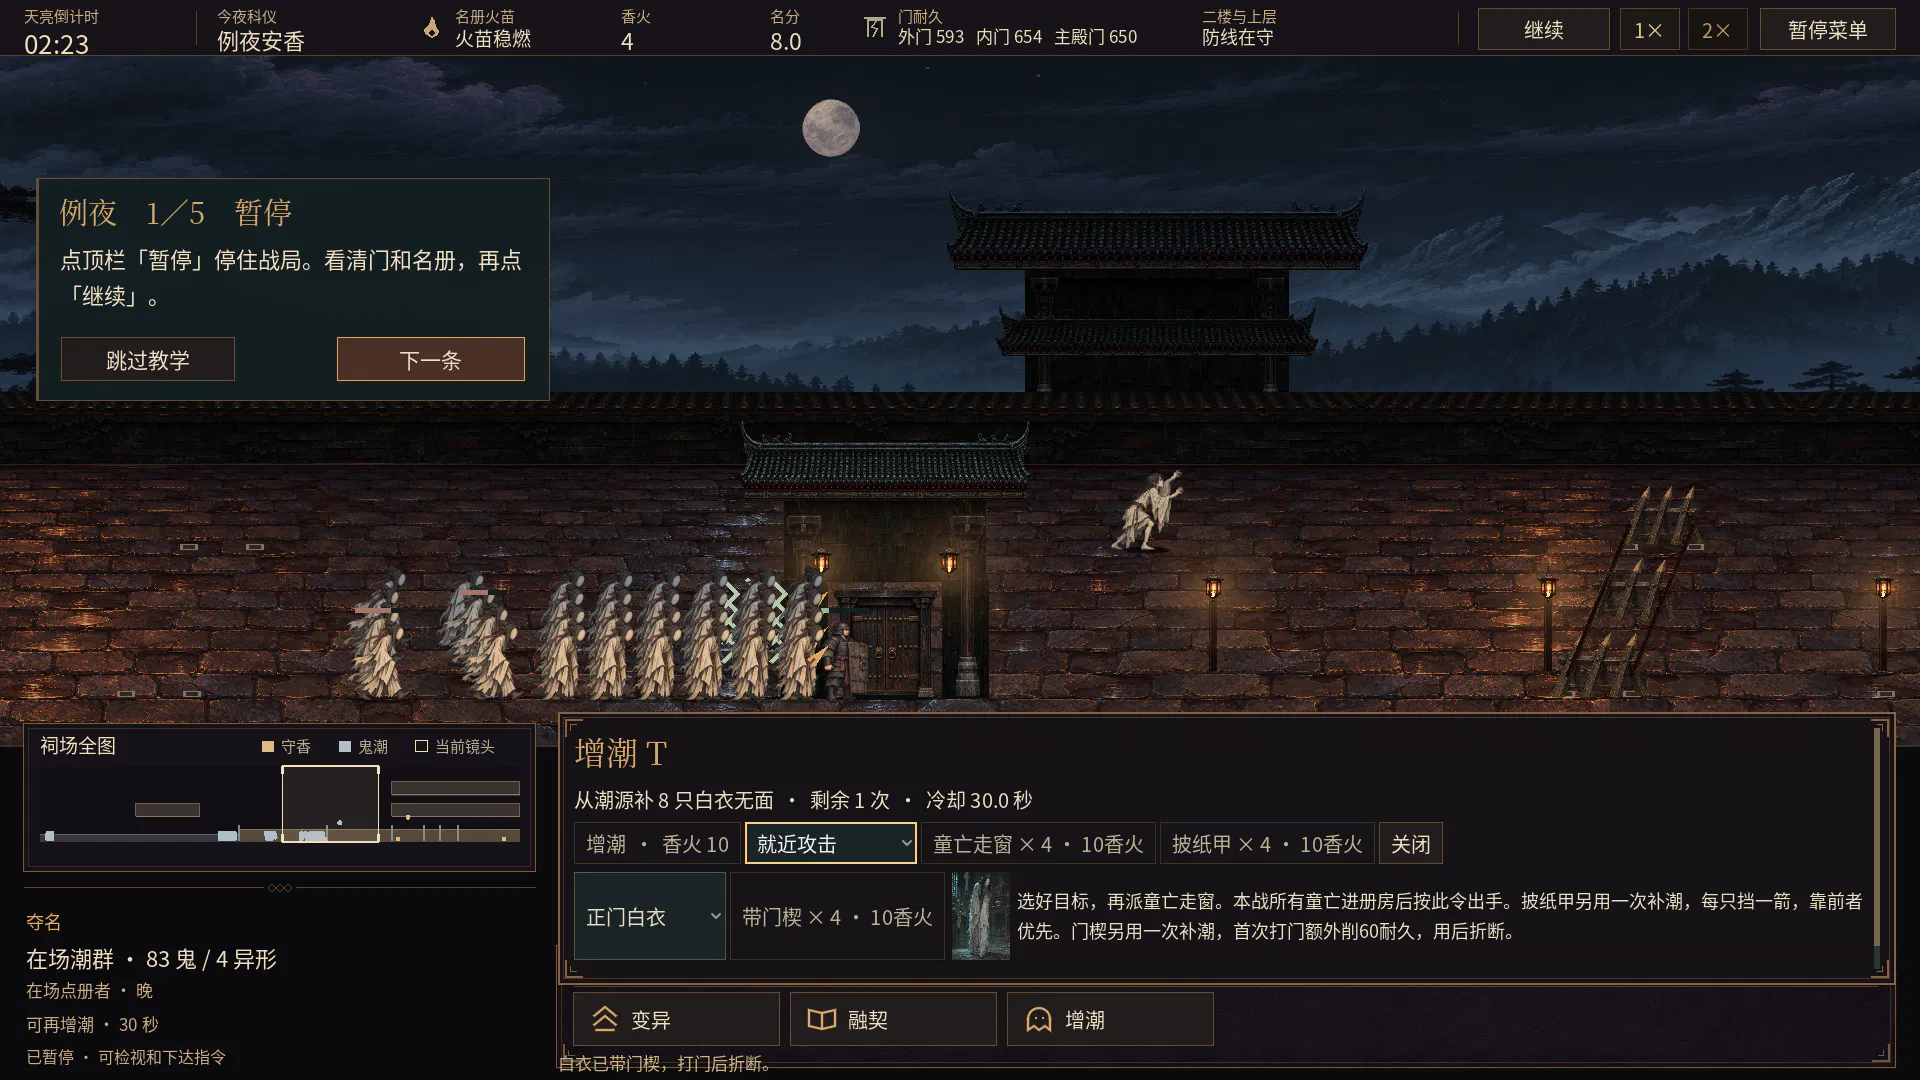 天亮倒计时
02:23
今夜科仪
例夜安香
名册火苗
火苗稳燃
香火
4
名分
8.0
门耐久
外门 593 内门 654 主殿门 650
二楼与上层
防线在守
继续
1×
2×
暂停菜单
例夜 1／5 暂停
点顶栏「暂停」停住战局。看清门和名册，再点
「继续」。
跳过教学
下一条
祠场全图
守香
鬼潮
当前镜头
夺名
在场潮群 · 83 鬼 / 4 异形
在场点册者 · 晚
可再增潮 · 30 秒
已暂停 · 可检视和下达指令
增潮 T
从潮源补 8 只白衣无面 · 剩余 1 次 · 冷却 30.0 秒
增潮 · 香火 10
就近攻击
童亡走窗 × 4 · 10香火
披纸甲 × 4 · 10香火
关闭
正门白衣
带门楔 × 4 · 10香火
选好目标，再派童亡走窗。本战所有童亡进册房后按此令出手。披纸甲另用一次补潮，每只挡一箭，靠前者
优先。门楔另用一次补潮，首次打门额外削60耐久，用后折断。
变异
融契
增潮
白衣已带门楔，打门后折断。